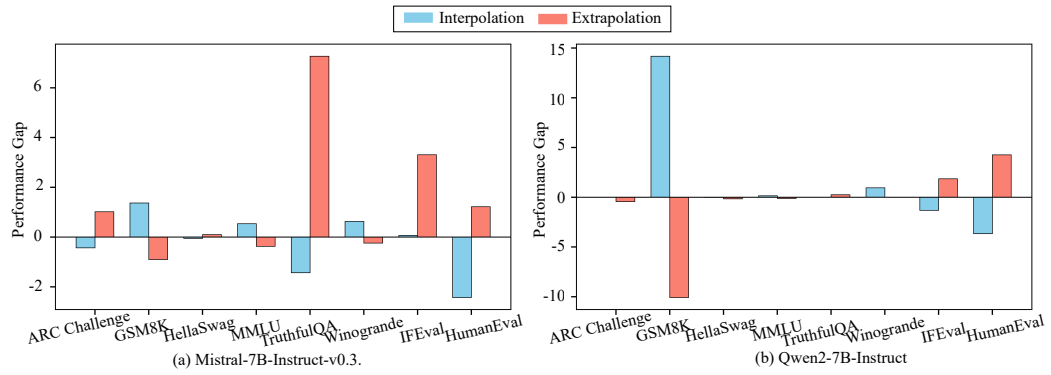 Interpolation Extrapolation
Performance Gap
6
4
2
0
-2
ARC Challenge
GSM8K
HellaSwag
MMLU
TruthfulQA
Winogrande
IFEval
HumanEval
(a) Mistral-7B-Instruct-v0.3.
Performance Gap
15
10
5
0
-5
-10
ARC Challenge
GSM8K
HellaSwag
MMLU
TruthfulQA
Winogrande
IFEval
HumanEval
(b) Qwen2-7B-Instruct